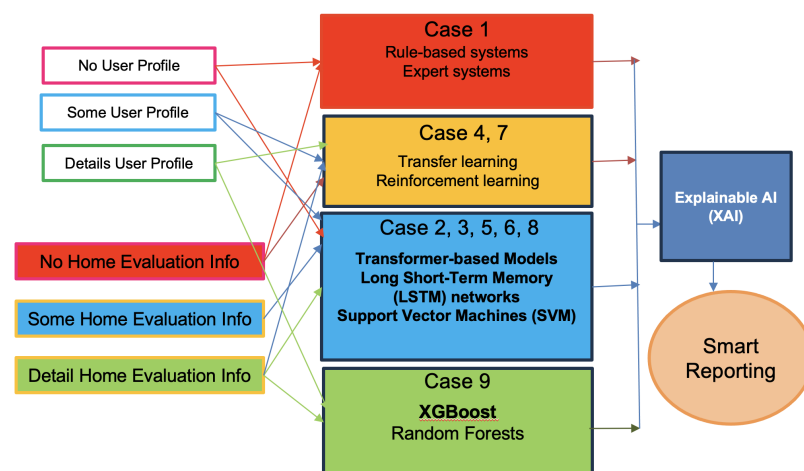 No User Profile
Some User Profile
Details User Profile
No Home Evaluation Info
Some Home Evaluation Info
Detail Home Evaluation Info
Case 1
Rule-based systems
Expert systems
Case 4, 7
Transfer learning
Reinforcement learning
Case 2, 3, 5, 6, 8
Transformer-based Models
Long Short-Term Memory
(LSTM) networks
Support Vector Machines (SVM)
Case 9
XGBoost
Random Forests
Explainable AI
(XAI)
Smart
Reporting